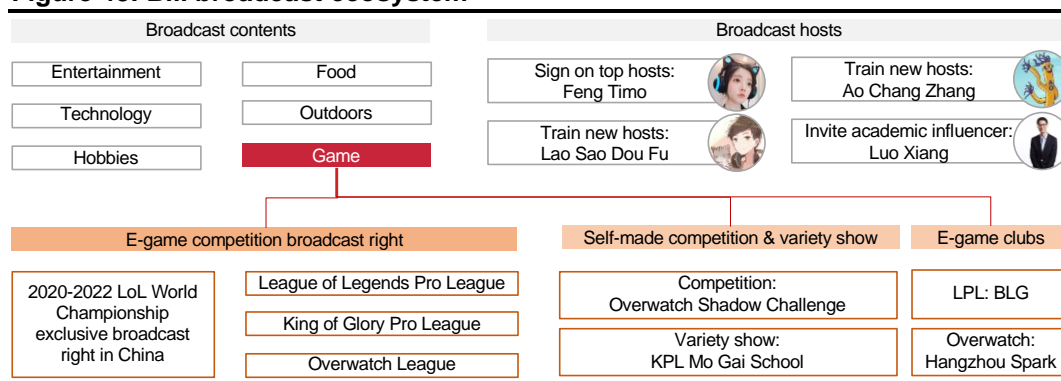 Figure broadcast ecosystem
Broadcast contents
Entertainment
Food
Technology
Outdoors
Hobbies
Game
Broadcast hosts
Sign on top hosts:
Feng Timo
Train new hosts:
Ao Chang Zhang
Train new hosts:
Lao Sao Dou Fu
Invite academic influencer:
Luo Xiang
E-game competition broadcast right
2020-2022 LoL World
Championship
exclusive broadcast
right in China
League of Legends Pro League
King of Glory Pro League
Overwatch League
Self-made competition & variety show
Competition:
Overwatch Shadow Challenge
Variety show:
KPL Mo Gai School
E-game clubs
LPL: BLG
Overwatch:
Hangzhou Spark